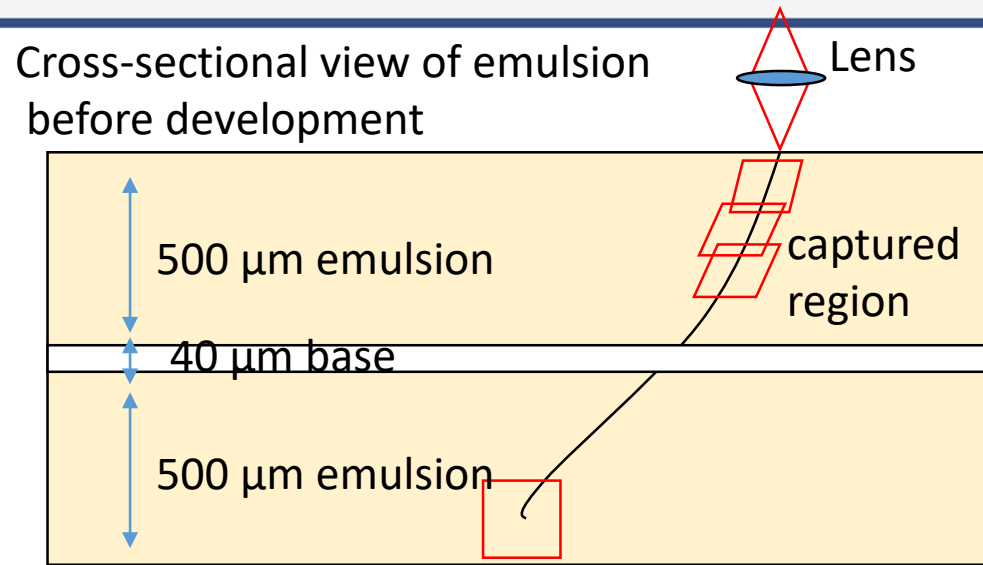 Cross-sectional view of emulsion
before development
Lens
500 μm emulsion
captured
region
40 μm base
500 μm emulsion